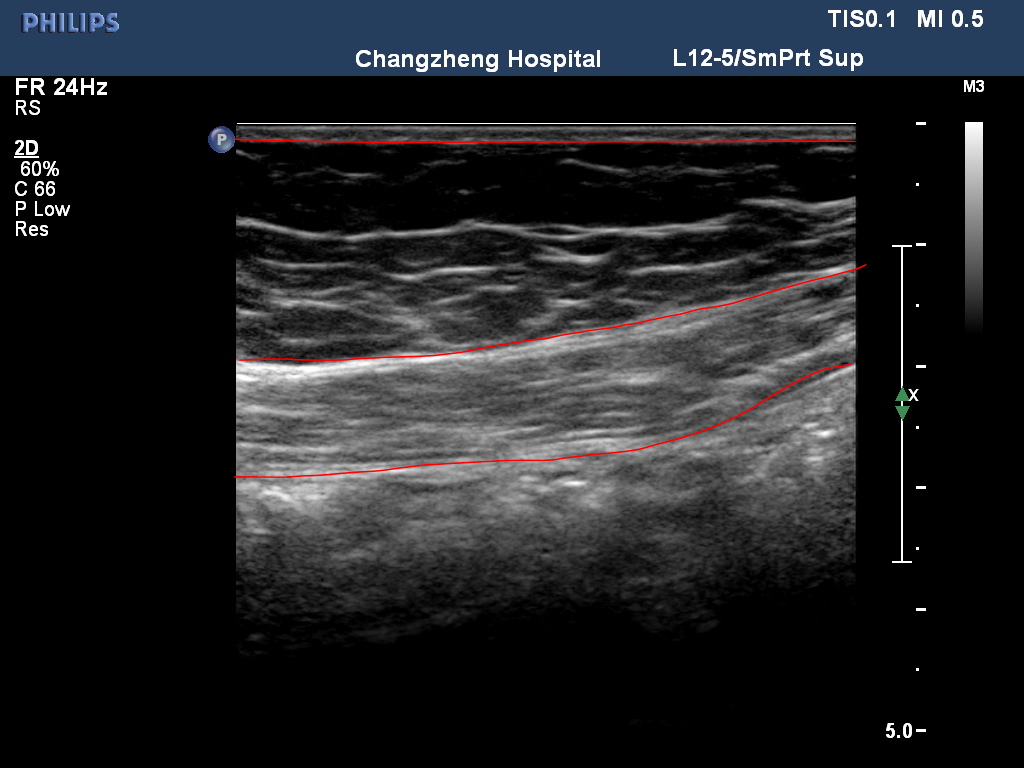 PHILIPS
TIS0.1 MI 0.5
Changzheng Hospital
L12-5/SmPrt Sup
FR 24Hz
RS
M3
P
2D
60%
C 66
P Low
Res
X
5.0